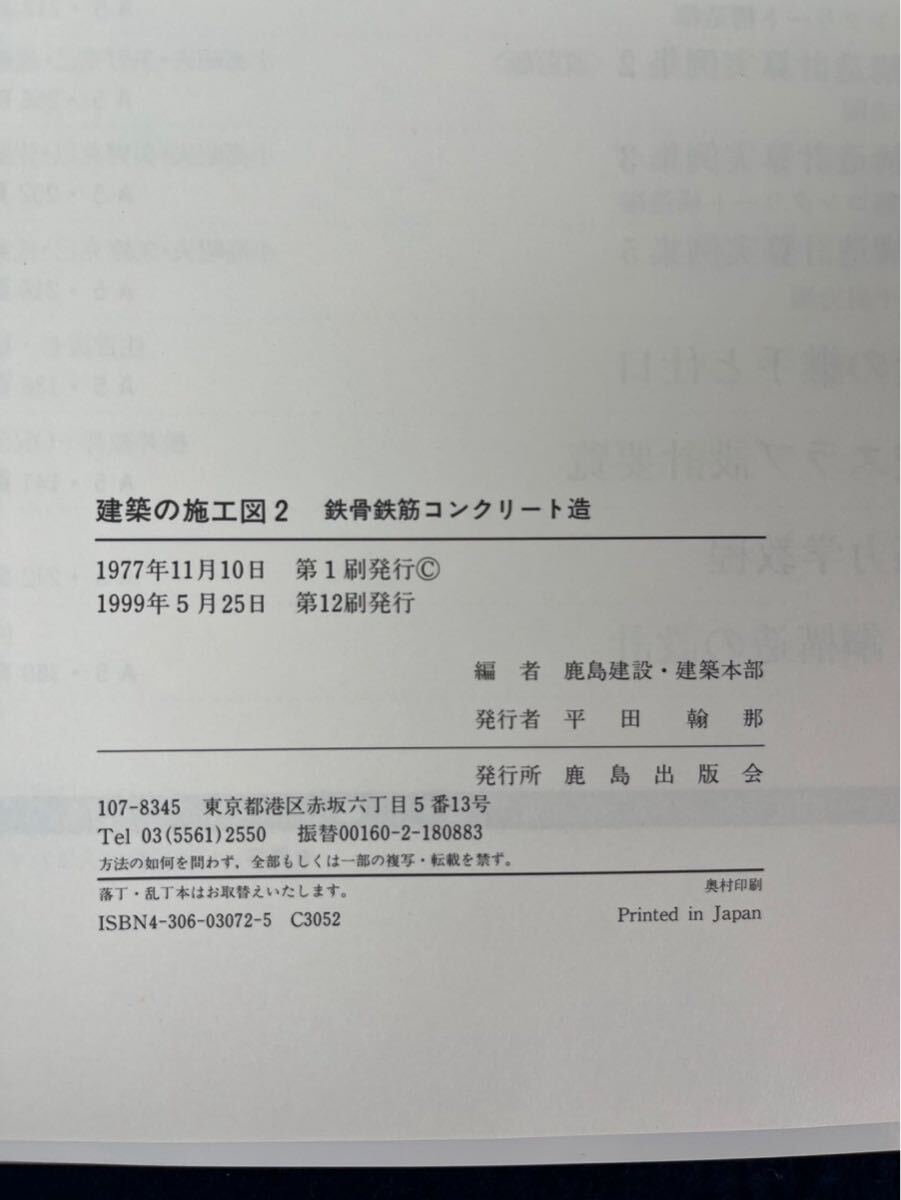 建築の施工図2 鉄骨鉄筋コンクリート造
1977年11月10日 第1刷発行©
1999年5月25日 第12刷発行
編者 鹿島建設・建築本部
発行者 平田翰那
発行所 鹿島出版会
107-8345 東京都港区赤坂六丁目5番13号
Tel 03(5561)2550 振替00160-2-180883
方法の如何を問わず，全部もしくは一部の複写・転載を禁ず。
落丁・乱丁本はお取替えいたします。 奥村印刷
ISBN4-306-03072-5 C3052 Printed in Japan